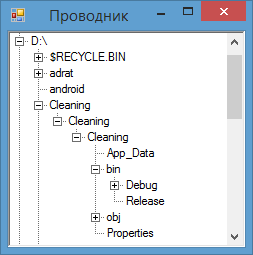 Проводник
D:\
$RECYCLE.BIN
adrat
android
Cleaning
Cleaning
Cleaning
App_Data
bin
Debug
Release
obj
Properties